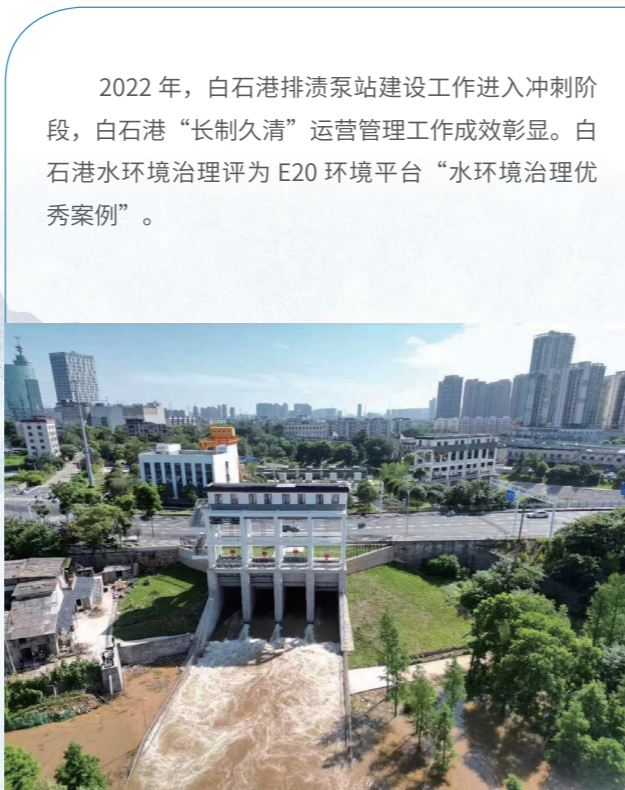 2022 年，白石港排渍泵站建设工作进入冲刺阶
段，白石港“长制久清”运营管理工作成效彰显。白
石港水环境治理评为 E20 环境平台“水环境治理优
秀案例”。